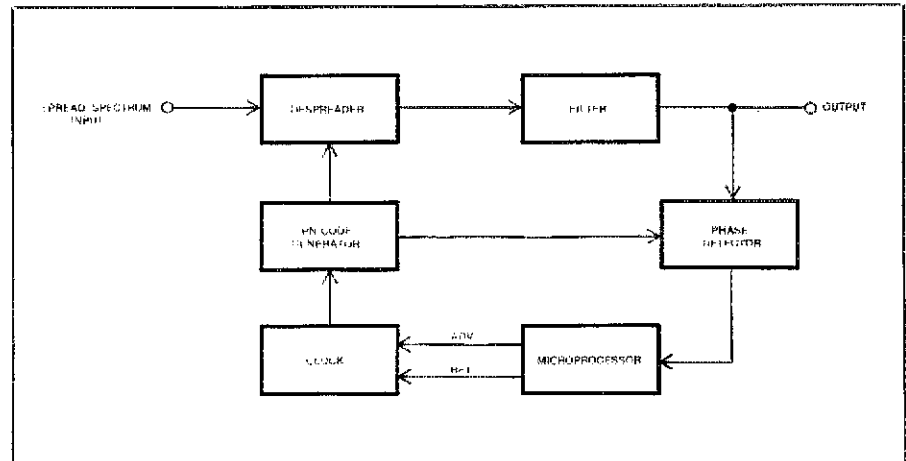 SPREAD SPECTRUM
INPUT
DESPREADER
FILTER
OUTPUT
PN CODE
GENERATOR
PHASE
DETECTOR
ADV
CLOCK
MICROPROCESSOR
RET